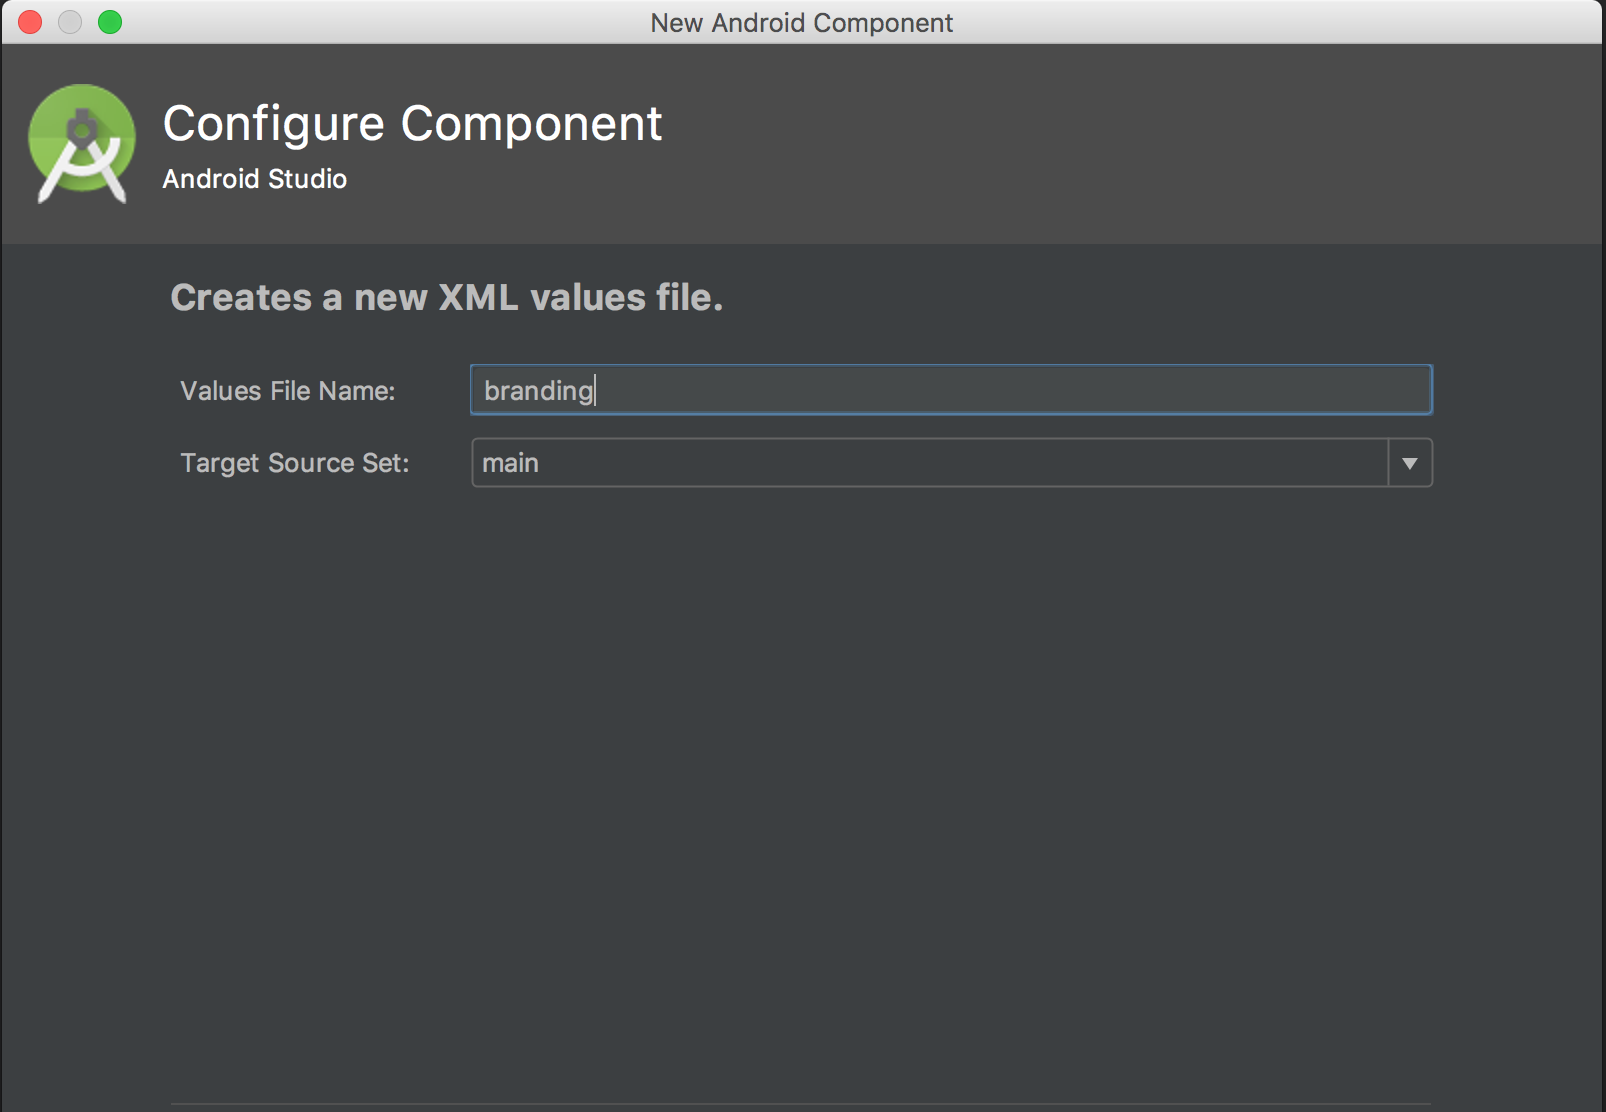 New Android Component
Configure Component
Android Studio
Creates a new XML values file.
Values File Name: branding
Target Source Set: main